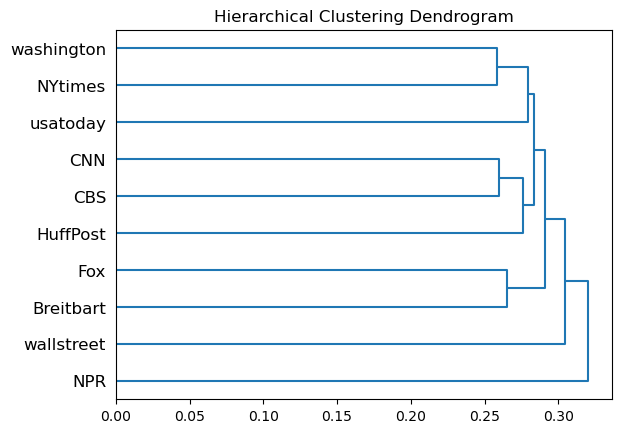 Hierarchical Clustering Dendrogram
washington
NYtimes
usatoday
CNN
CBS
HuffPost
Fox
Breitbart
wallstreet
NPR
0.00 0.05 0.10 0.15 0.20 0.25 0.30